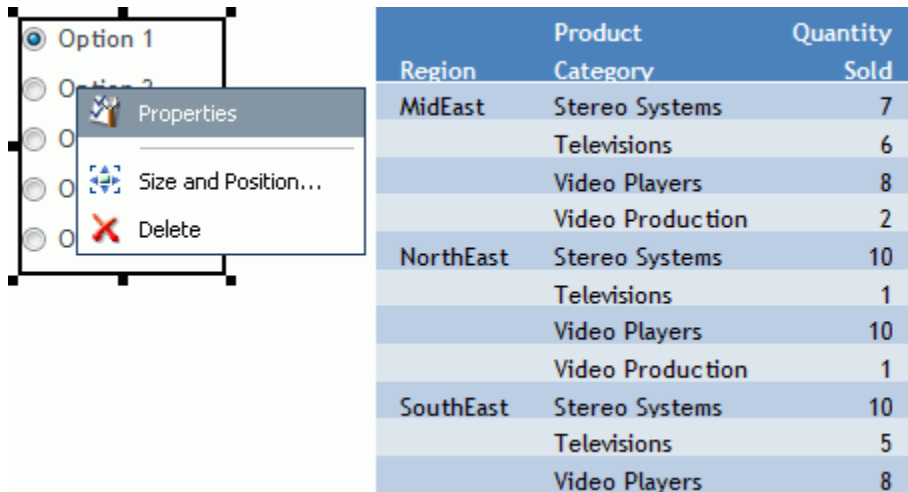 Option 1
Properties
Size and Position...
Delete
Product Quantity
Region Category Sold
MidEast Stereo Systems 7
Televisions 6
Video Players 8
Video Production 2
NorthEast Stereo Systems 10
Televisions 1
Video Players 10
Video Production 1
SouthEast Stereo Systems 10
Televisions 5
Video Players 8